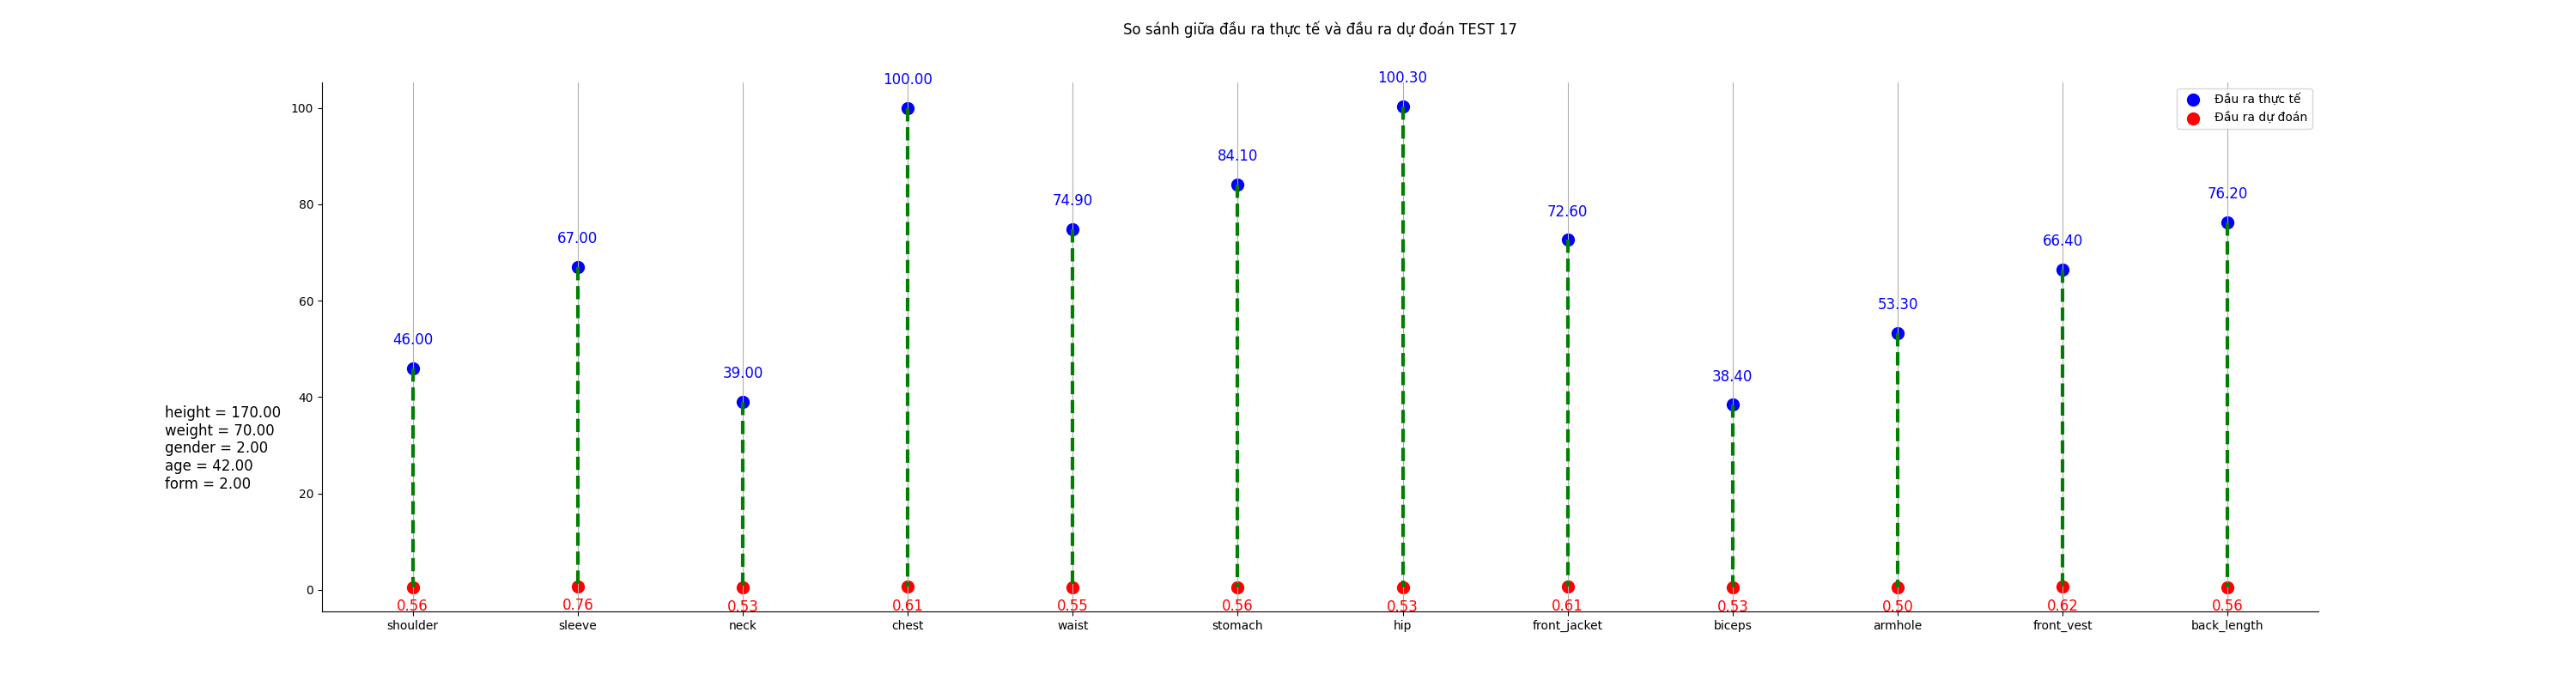 So sánh giữa đầu ra thực tế và đầu ra dự đoán TEST 17
100.00
100.30
Đầu ra thực tế
Đầu ra dự đoán
100
84.10
80
74.90
76.20
72.60
67.00
66.40
60
53.30
46.00
39.00
38.40
40
height = 170.00
weight = 70.00
gender = 2.00
age = 42.00
form = 2.00
20
0
0.56 0.76 0.53 0.61 0.55 0.56 0.53 0.61 0.53 0.50 0.62 0.56
shoulder sleeve neck chest waist stomach hip front_jacket biceps armhole front_vest back_length